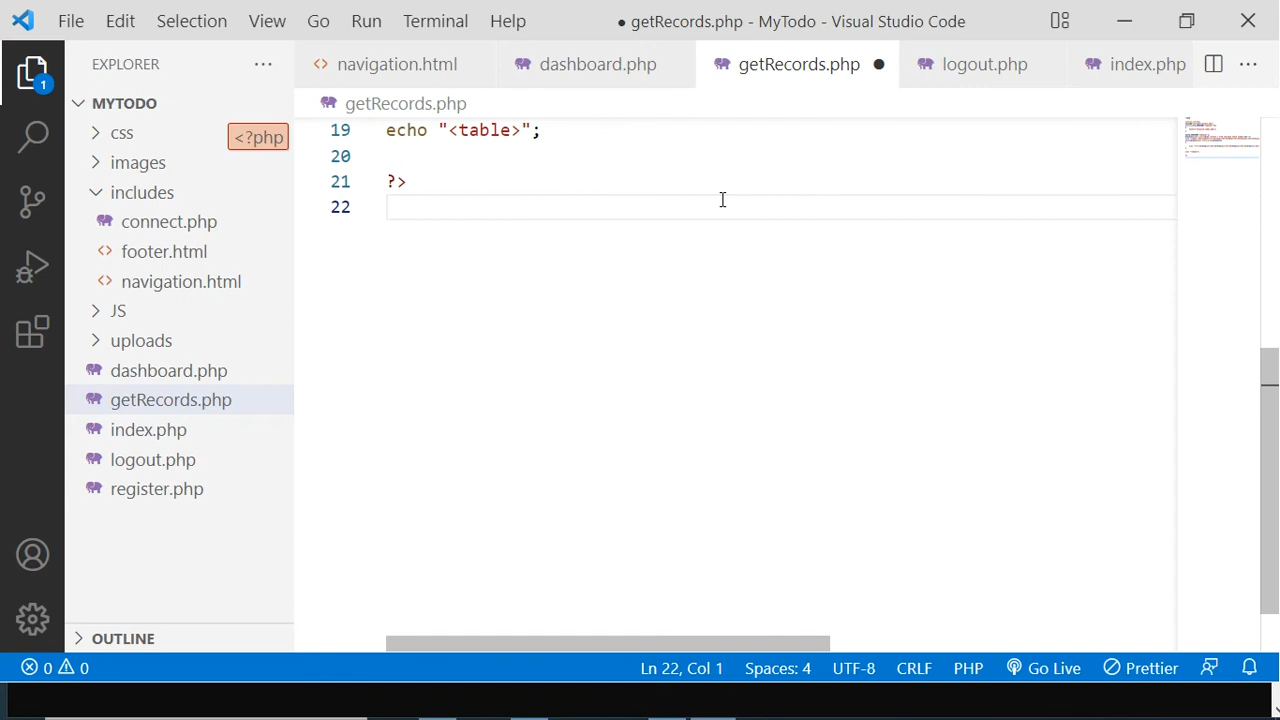 File Edit Selection View Go Run Terminal Help ● getRecords.php - MyTodo - Visual Studio Code
EXPLORER ...
navigation.html dashboard.php getRecords.php ● logout.php index.php ...
1
MYTODO
getRecords.php
css
<?php
images
includes
connect.php
footer.html
navigation.html
JS
uploads
dashboard.php
getRecords.php
index.php
logout.php
register.php
OUTLINE
19 echo "<table>";
20
21 ?>
22
0 0 Ln 22, Col 1 Spaces: 4 UTF-8 CRLF PHP Go Live Prettier